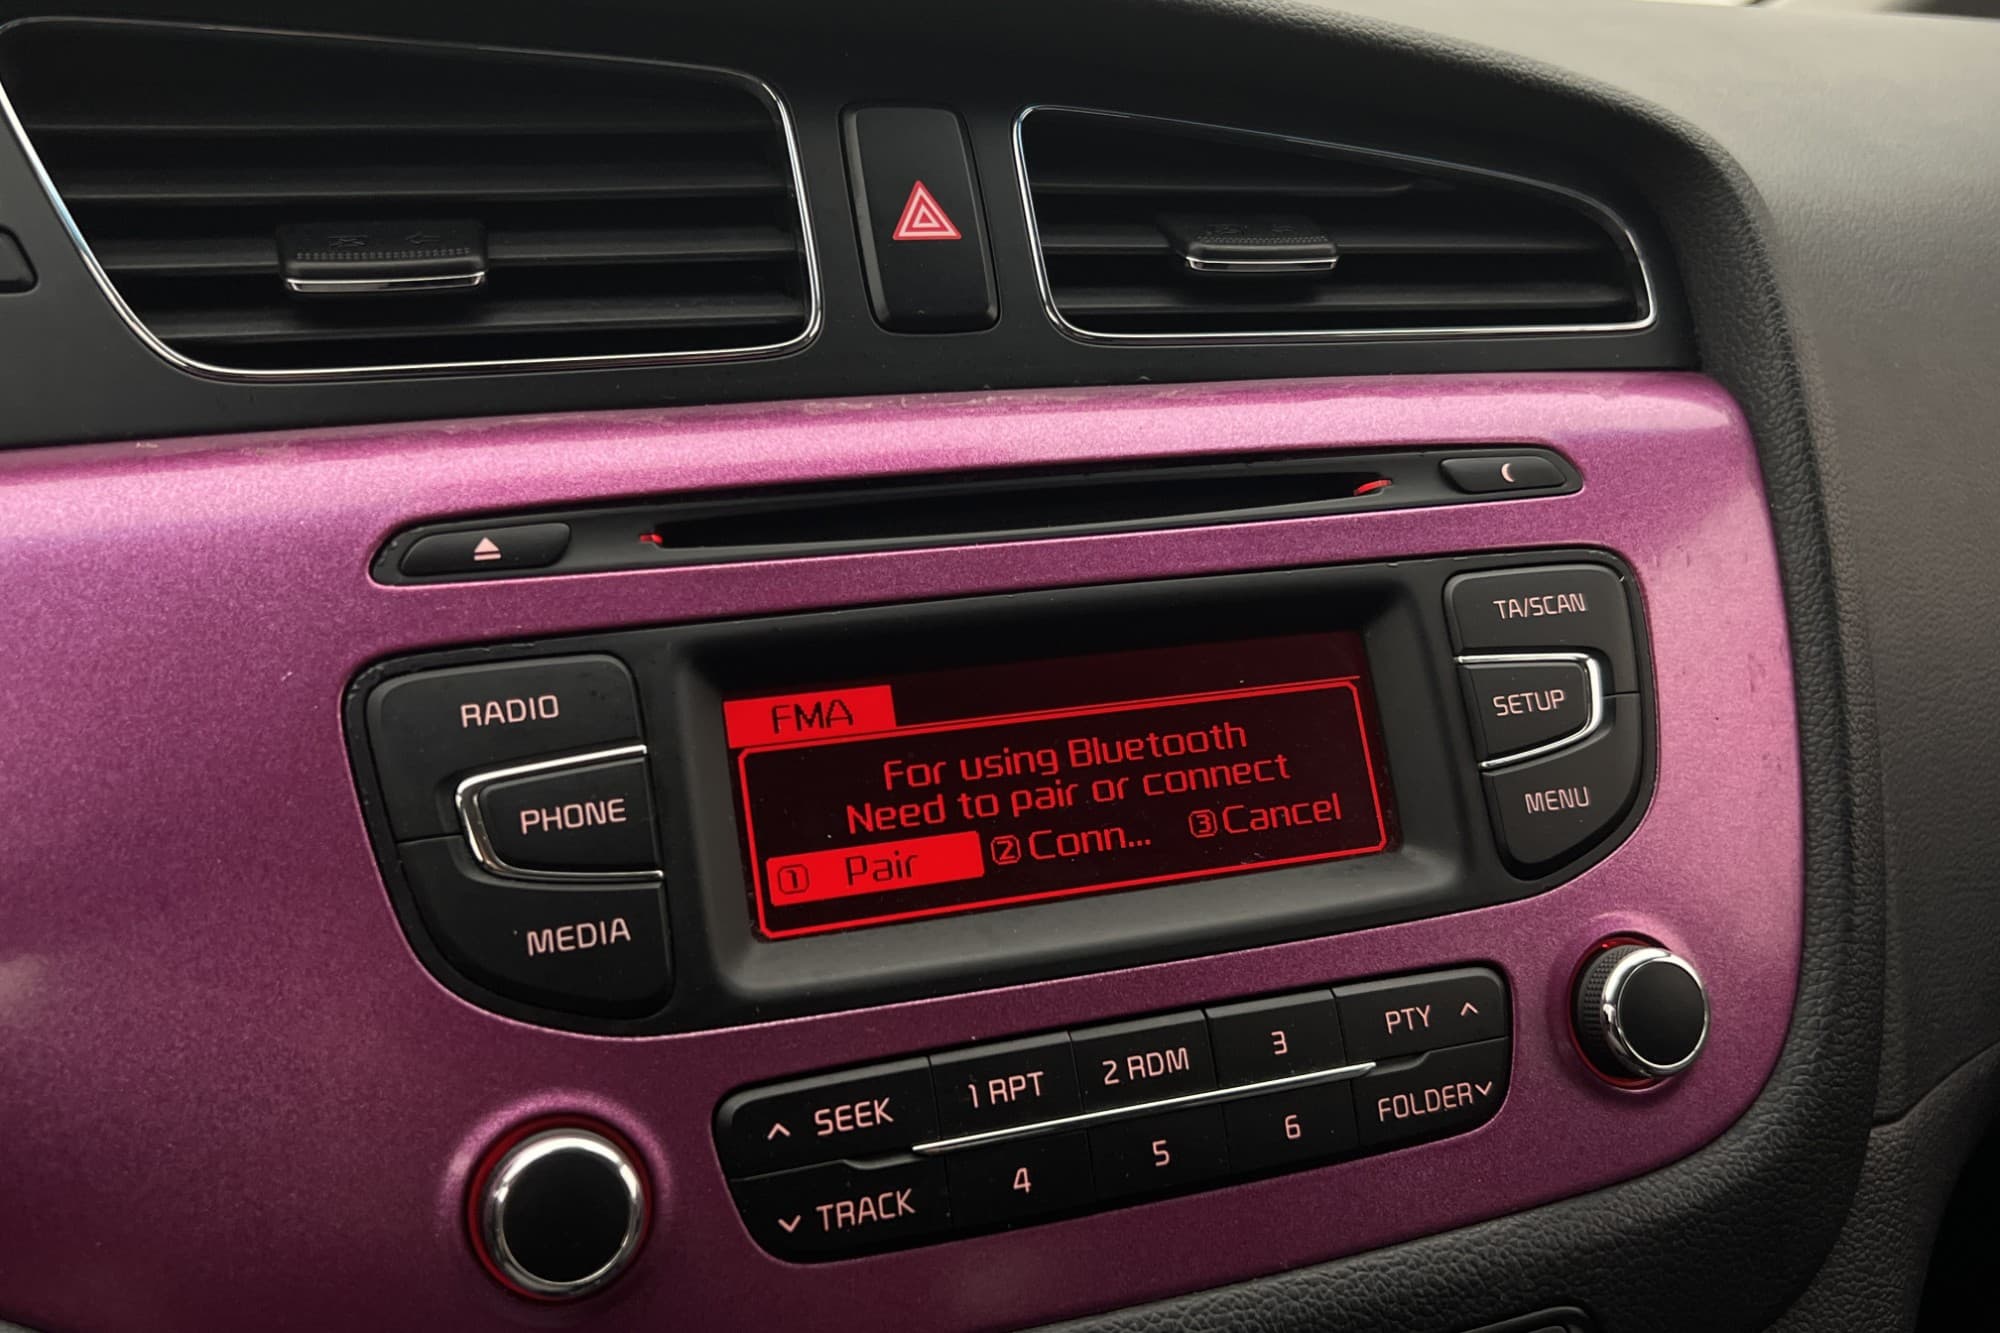 RADIO
PHONE
MEDIA
FMA
For using Bluetooth
Need to pair or connect
1 Pair 2 Conn... 3 Cancel
TA/SCAN
SETUP
MENU
SEEK 1 RPT 2 RDM 3 PTY
TRACK 4 5 6 FOLDER